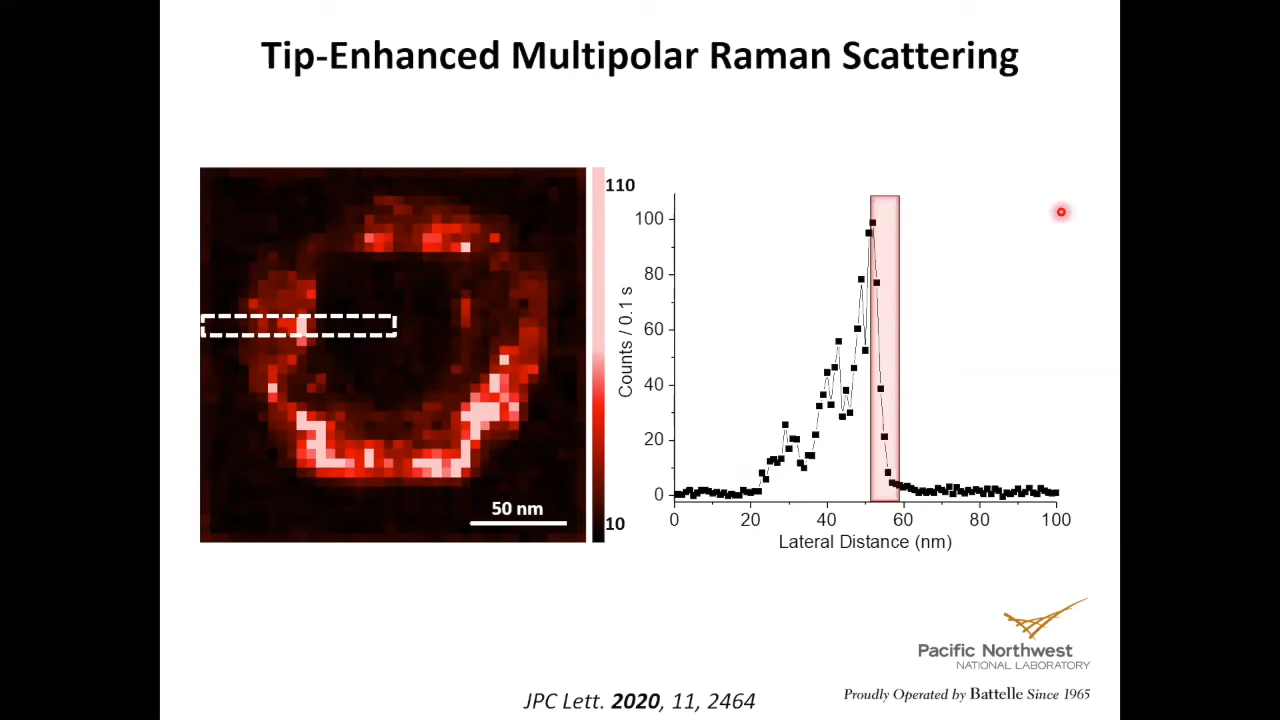 Tip-Enhanced Multipolar Raman Scattering
110
10
50 nm
100
80
60
40
20
0
Counts / 0.1 s
0 20 40 60 80 100
Lateral Distance (nm)
Pacific Northwest
NATIONAL LABORATORY
Proudly Operated by Battelle Since 1965
JPC Lett. 2020, 11, 2464